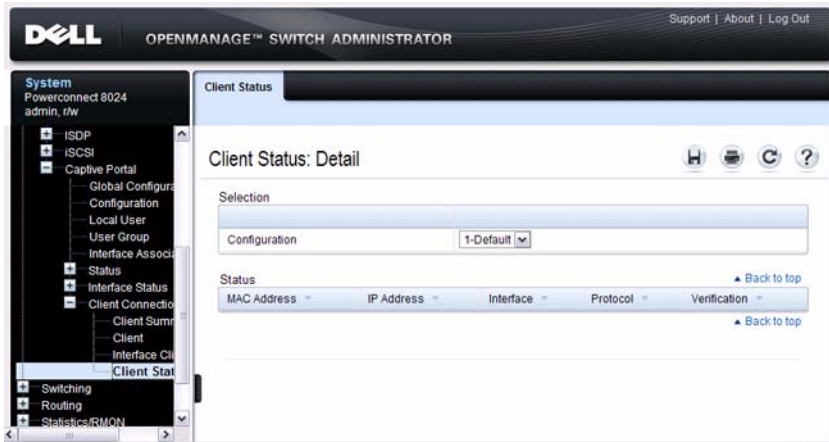 Support | About | Log Out
DELL
OPENMANAGE™ SWITCH ADMINISTRATOR
System
Powerconnect 8024
admin, r/w
Client Status
ISDP
iSCSI
Captive Portal
Global Configura
Configuration
Local User
User Group
Interface Associa
Status
Interface Status
Client Connectio
Client Summ
Client
Interface Cli
Client Stat
Switching
Routing
Statistics/RMON
Client Status: Detail
Selection
Configuration 1-Default
Status ▲ Back to top
MAC Address IP Address Interface Protocol Verification
▲ Back to top